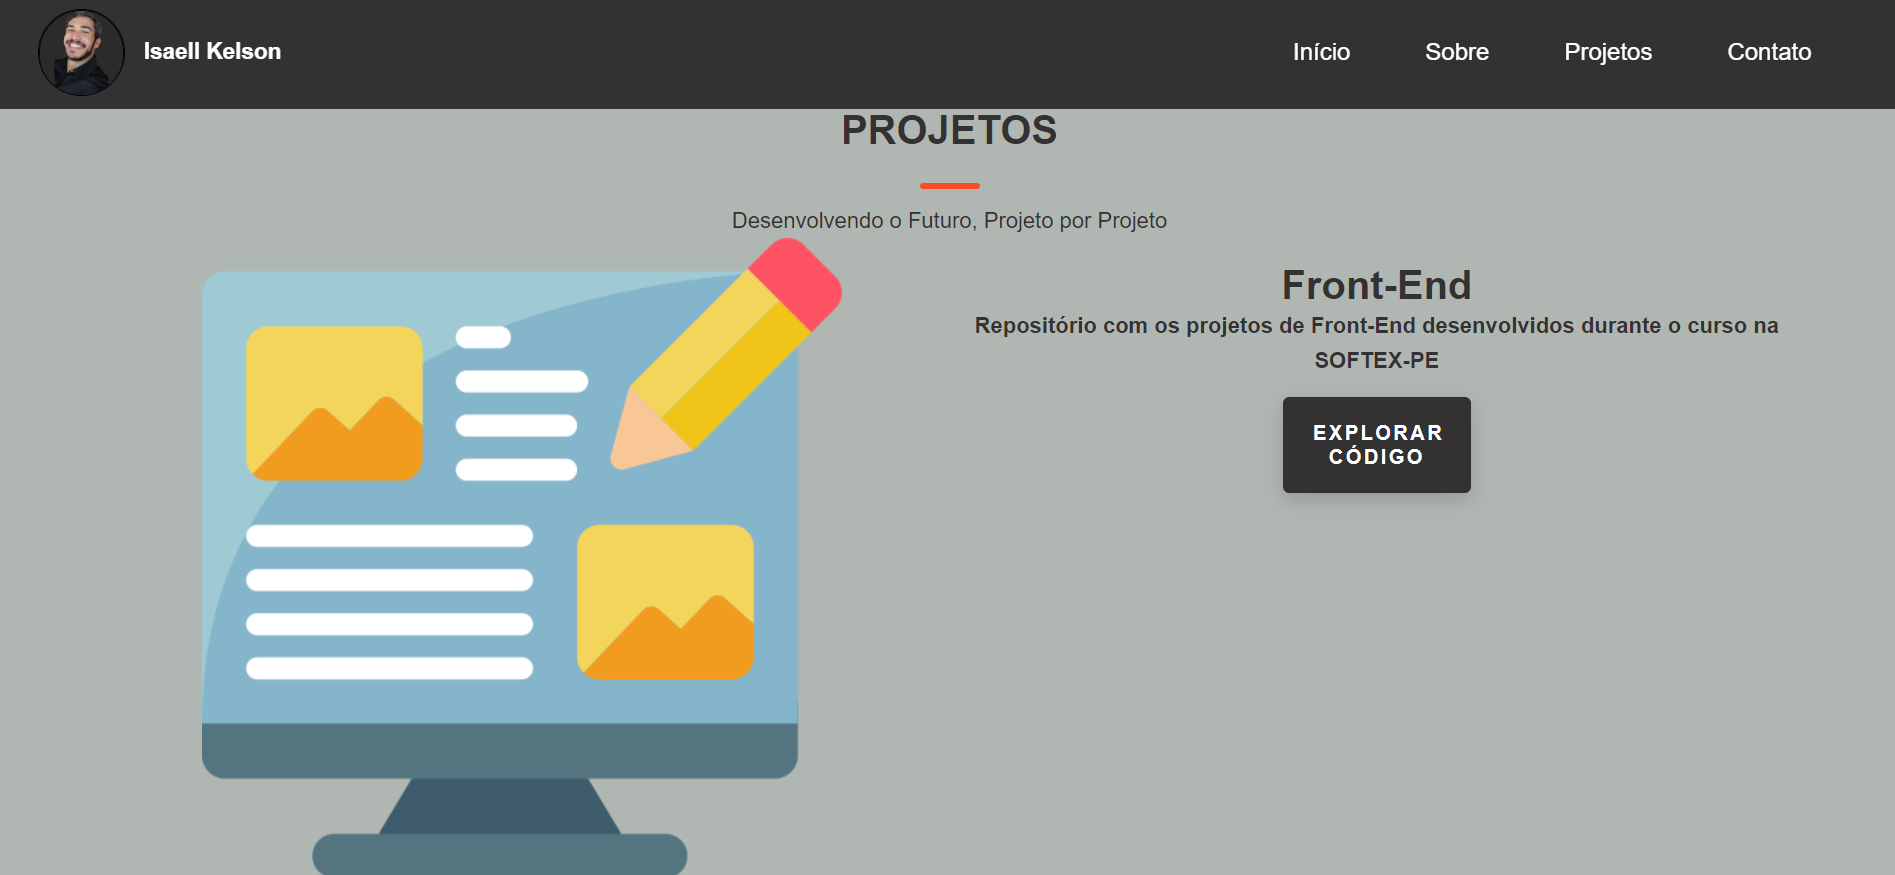 Isaell Kelson
Início Sobre Projetos Contato
PROJETOS
Desenvolvendo o Futuro, Projeto por Projeto
Front-End
Repositório com os projetos de Front-End desenvolvidos durante o curso na
SOFTEX-PE
EXPLORAR
CÓDIGO